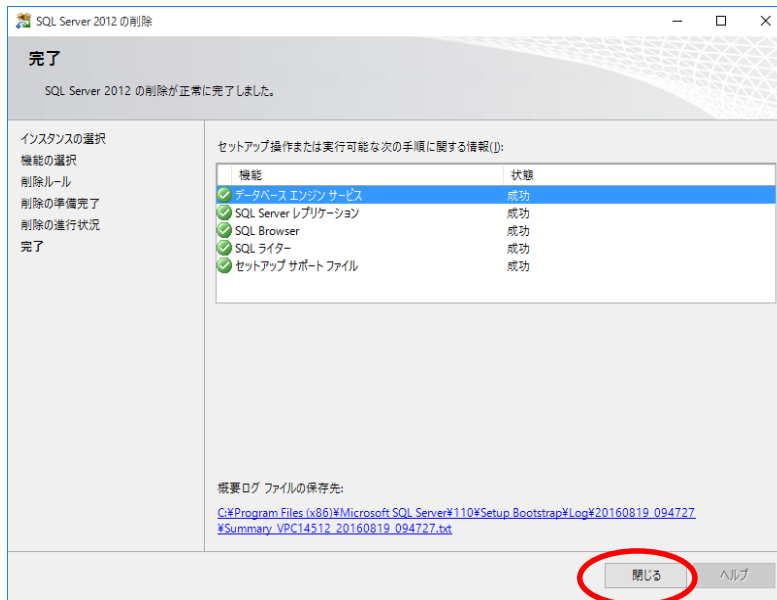 SQL Server 2012 の削除
完了
SQL Server 2012 の削除が正常に完了しました。
インスタンスの選択
機能の選択
削除ルール
削除の準備完了
削除の進行状況
完了
セットアップ操作または実行可能な次の手順に関する情報(I):
機能 状態
データベース エンジン サービス 成功
SQL Server レプリケーション 成功
SQL Browser 成功
SQL ライター 成功
セットアップ サポート ファイル 成功
概要ログ ファイルの保存先:
C:¥Program Files (x86)¥Microsoft SQL Server¥110¥Setup Bootstrap¥Log¥20160819_094727
¥Summary_VPC14512_20160819_094727.txt
閉じる ヘルプ